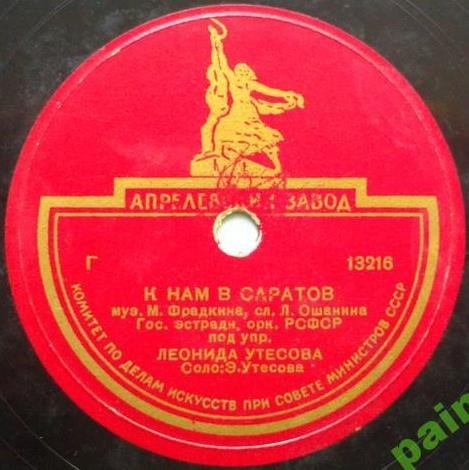 АПРЕЛЕВСКИЙ ЗАВОД
Г 13216
К НАМ В САРАТОВ
муз. М. Фрадкина, сл. Л. Ошанина
Гос. эстрадн. орк. РСФСР
под упр.
ЛЕОНИДА УТЕСОВА
Соло: Э. Утесова
КОМИТЕТ ПО ДЕЛАМ ИСКУССТВ ПРИ СОВЕТЕ МИНИСТРОВ СССР